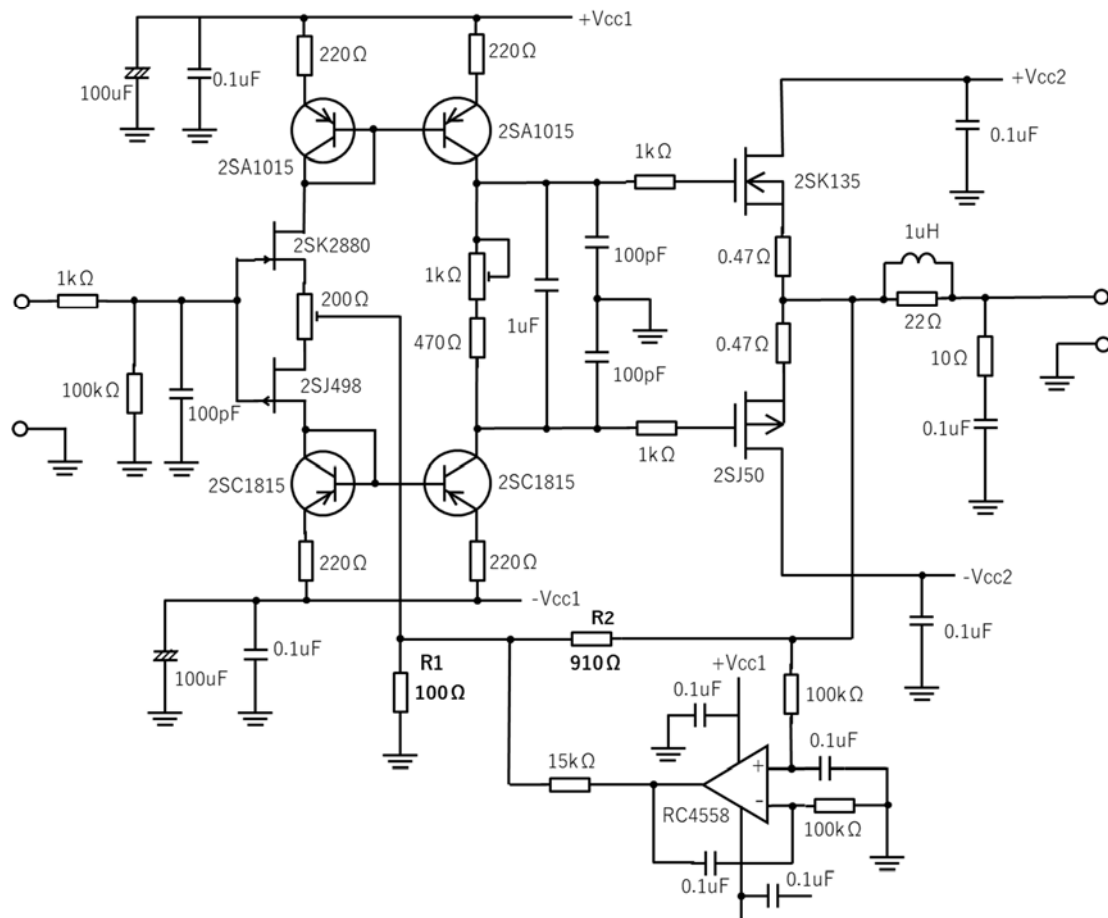 +Vcc1
220Ω
220Ω
100uF
0.1uF
+Vcc2
2SA1015
2SA1015
0.1uF
1kΩ
2SK135
2SK2880
1uH
0.47Ω
1kΩ
1kΩ
200Ω
100pF
22Ω
1uF
470Ω
0.47Ω
10Ω
2SJ498
100kΩ
100pF
100pF
0.1uF
1kΩ
2SJ50
2SC1815
2SC1815
220Ω
220Ω
-Vcc1
-Vcc2
R2
910Ω
0.1uF
0.1uF
100uF
R1
100Ω
+Vcc1
0.1uF
100kΩ
0.1uF
15kΩ
+
-
RC4558
100kΩ
0.1uF
0.1uF